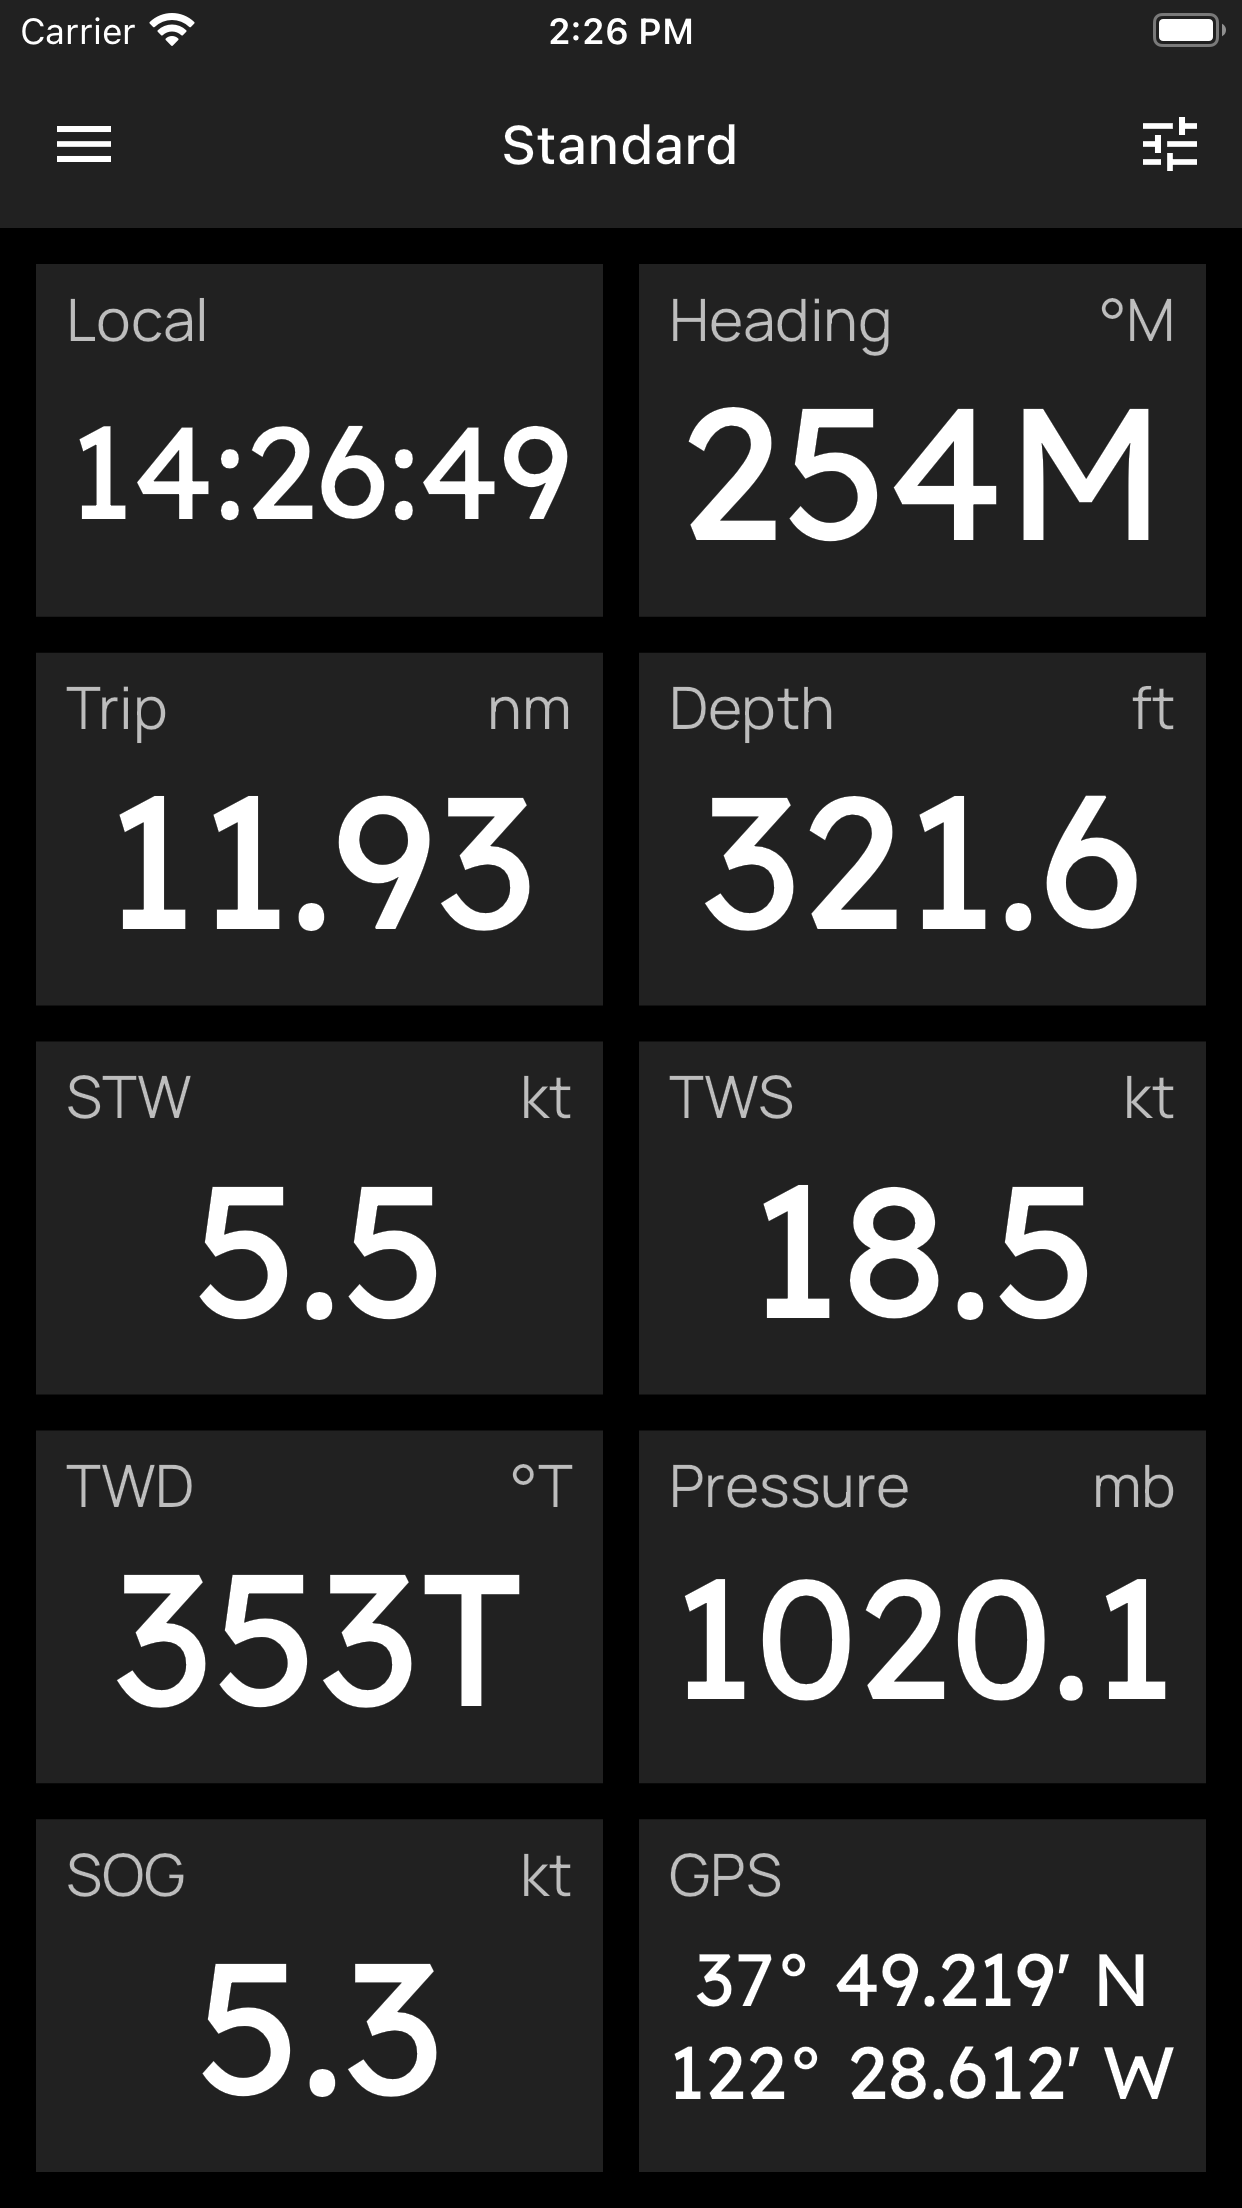 Carrier 2:26 PM
Standard
Local
14:26:49
Heading °M
254M
Trip nm
11.93
Depth ft
321.6
STW kt
5.5
TWS kt
18.5
TWD °T
353T
Pressure mb
1020.1
SOG kt
5.3
GPS
37° 49.219' N
122° 28.612' W